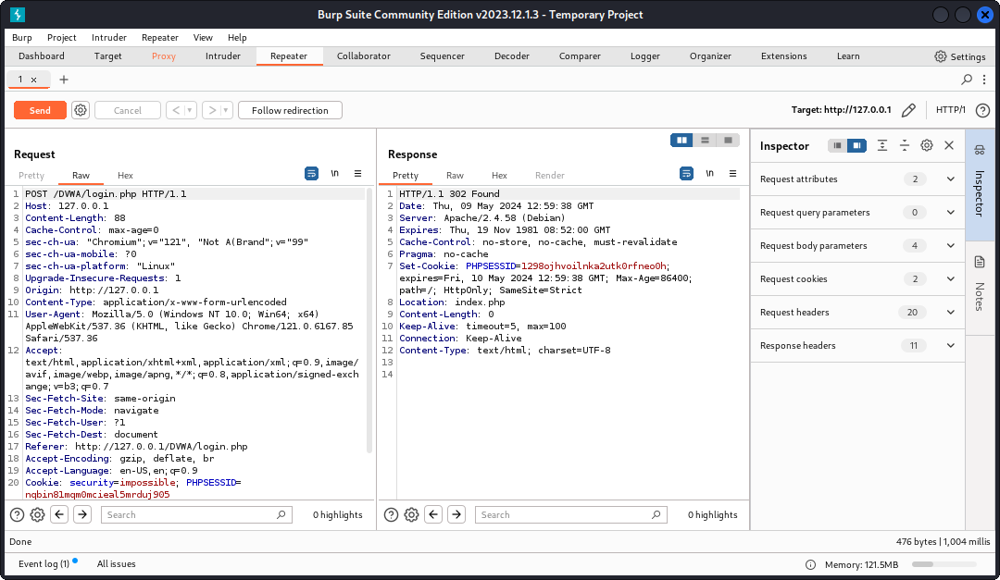 Burp Suite Community Edition v2023.12.1.3 - Temporary Project
Burp Project Intruder Repeater View Help
Dashboard Target Proxy Intruder Repeater Collaborator Sequencer Decoder Comparer Logger Organizer Extensions Learn Settings
1 × +
Send Cancel < > Follow redirection Target: http://127.0.0.1 HTTP/1
Request
Pretty Raw Hex \n
1 POST /DVWA/login.php HTTP/1.1
2 Host: 127.0.0.1
3 Content-Length: 88
4 Cache-Control: max-age=0
5 sec-ch-ua: "Chromium";v="121", "Not A(Brand";v="99"
6 sec-ch-ua-mobile: ?0
7 sec-ch-ua-platform: "Linux"
8 Upgrade-Insecure-Requests: 1
9 Origin: http://127.0.0.1
10 Content-Type: application/x-www-form-urlencoded
11 User-Agent: Mozilla/5.0 (Windows NT 10.0; Win64; x64)
AppleWebKit/537.36 (KHTML, like Gecko) Chrome/121.0.6167.85
Safari/537.36
12 Accept:
text/html,application/xhtml+xml,application/xml;q=0.9,image/
avif,image/webp,image/apng,*/*;q=0.8,application/signed-exch
ange;v=b3;q=0.7
13 Sec-Fetch-Site: same-origin
14 Sec-Fetch-Mode: navigate
15 Sec-Fetch-User: ?1
16 Sec-Fetch-Dest: document
17 Referer: http://127.0.0.1/DVWA/login.php
18 Accept-Encoding: gzip, deflate, br
19 Accept-Language: en-US,en;q=0.9
20 Cookie: security=impossible; PHPSESSID=
nqbin81mqm0mcieal5mrduj905
Search 0 highlights
Response
Pretty Raw Hex Render \n
1 HTTP/1.1 302 Found
2 Date: Thu, 09 May 2024 12:59:38 GMT
3 Server: Apache/2.4.58 (Debian)
4 Expires: Thu, 19 Nov 1981 08:52:00 GMT
5 Cache-Control: no-store, no-cache, must-revalidate
6 Pragma: no-cache
7 Set-Cookie: PHPSESSID=1298ojhvoilnka2utk0rfneo0h;
expires=Fri, 10 May 2024 12:59:38 GMT; Max-Age=86400;
path=/; HttpOnly; SameSite=Strict
8 Location: index.php
9 Content-Length: 0
10 Keep-Alive: timeout=5, max=100
11 Connection: Keep-Alive
12 Content-Type: text/html; charset=UTF-8
13
14
Search 0 highlights
Inspector
Request attributes 2
Request query parameters 0
Request body parameters 4
Request cookies 2
Request headers 20
Response headers 11
Inspector
Notes
Done 476 bytes | 1,004 millis
Event log (1) All issues Memory: 121.5MB